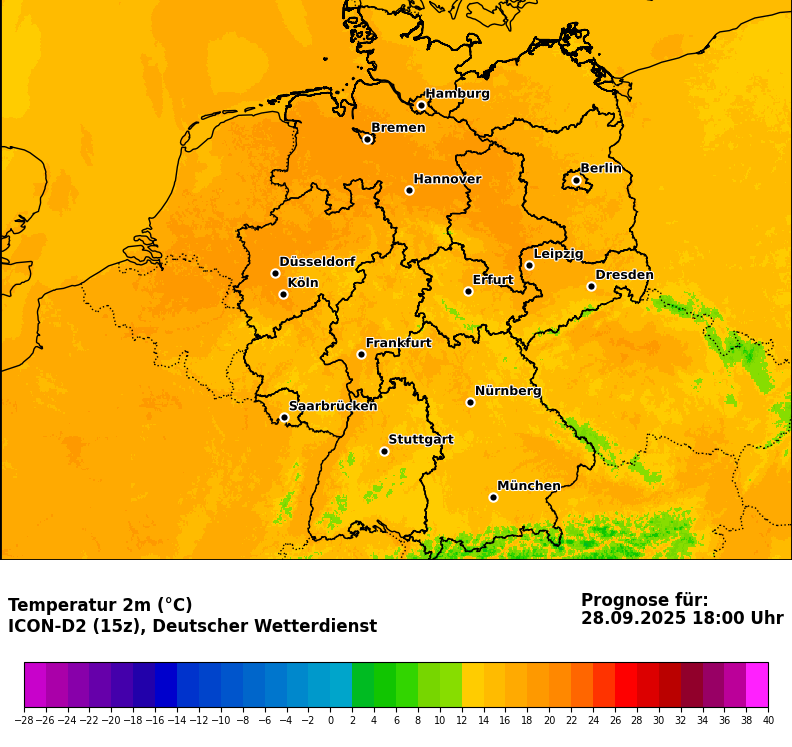 Hamburg
Bremen
Berlin
Hannover
Leipzig
Düsseldorf
Dresden
Köln
Erfurt
Frankfurt
Nürnberg
Saarbrücken
Stuttgart
München
Temperatur 2m (°C)
ICON-D2 (15z), Deutscher Wetterdienst
Prognose für:
28.09.2025 18:00 Uhr
−28 −26 −24 −22 −20 −18 −16 −14 −12 −10 −8 −6 −4 −2 0 2 4 6 8 10 12 14 16 18 20 22 24 26 28 30 32 34 36 38 40